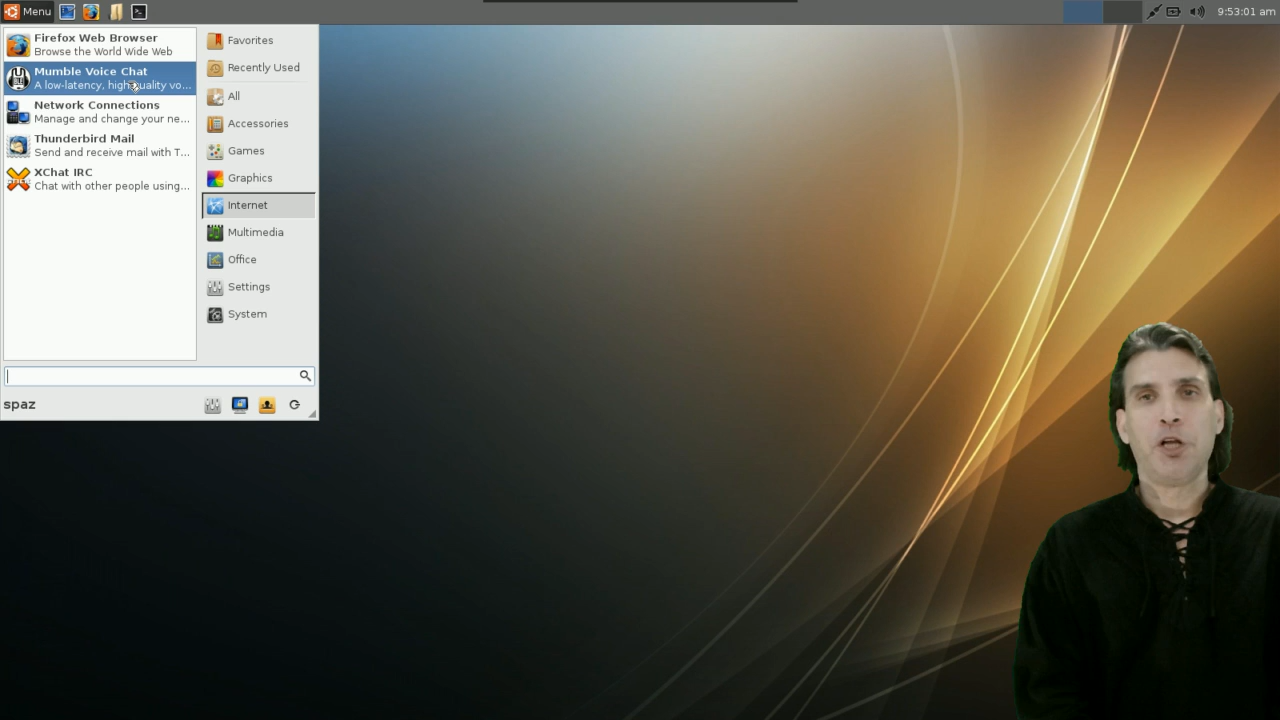 Menu
9:53:01 am
Firefox Web Browser
Browse the World Wide Web
Mumble Voice Chat
A low-latency, high quality vo...
Network Connections
Manage and change your ne...
Thunderbird Mail
Send and receive mail with T...
XChat IRC
Chat with other people using...
Favorites
Recently Used
All
Accessories
Games
Graphics
Internet
Multimedia
Office
Settings
System
spaz